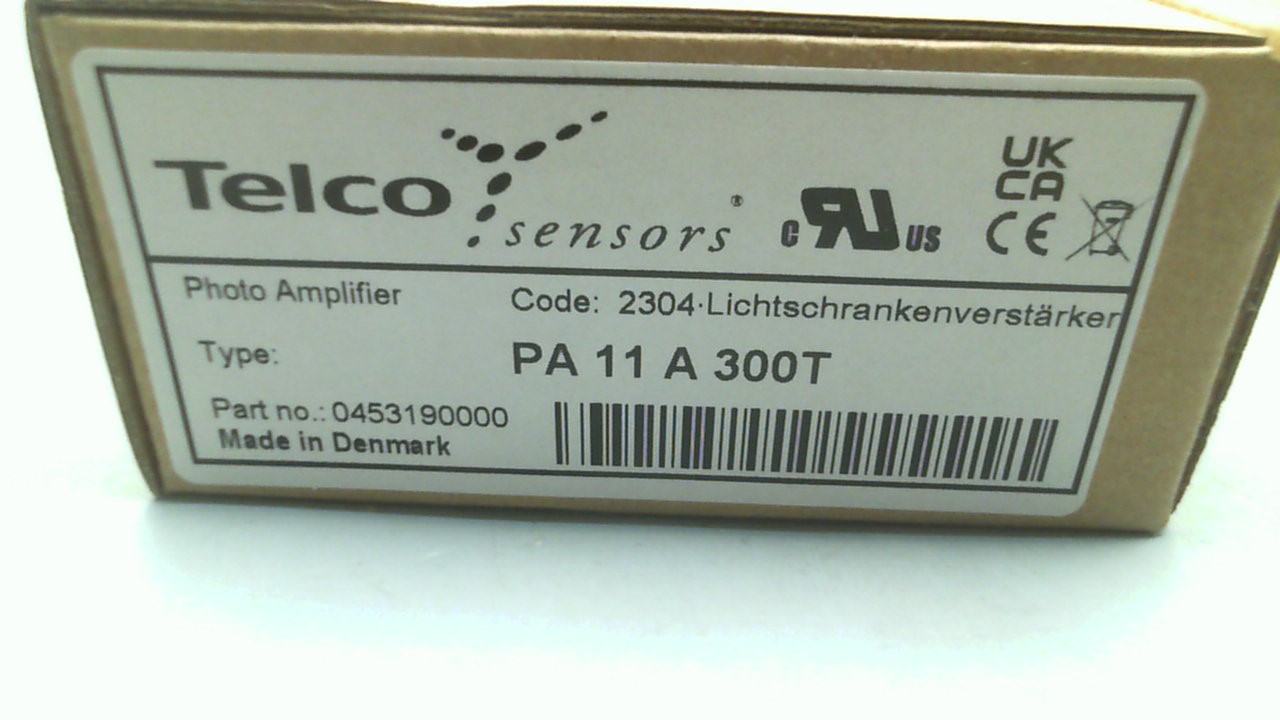 Telco sensors®
c RU US
UK
CA
CE
Photo Amplifier
Code: 2304·Lichtschrankenverstärker
Type:
PA 11 A 300T
Part no.: 0453190000
Made in Denmark